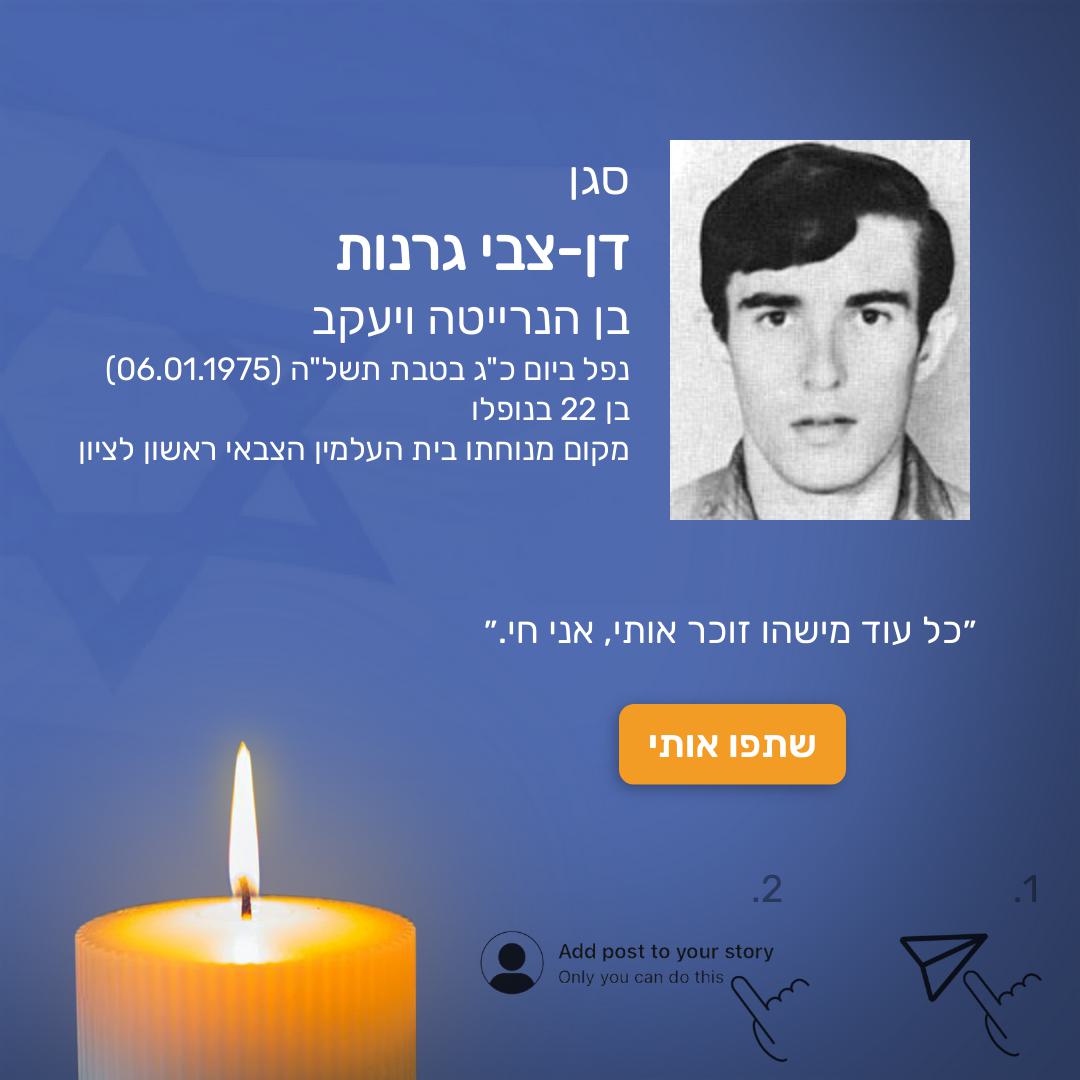 סגן
דן-צבי גרנות
בן הנרייטה ויעקב
נפל ביום כ"ג בטבת תשל"ה (06.01.1975)
בן 22 בנופלו
מקום מנוחתו בית העלמין הצבאי ראשון לציון
״כל עוד מישהו זוכר אותי, אני חי.״
שתפו אותי
1.
2.
Add post to your story
Only you can do this